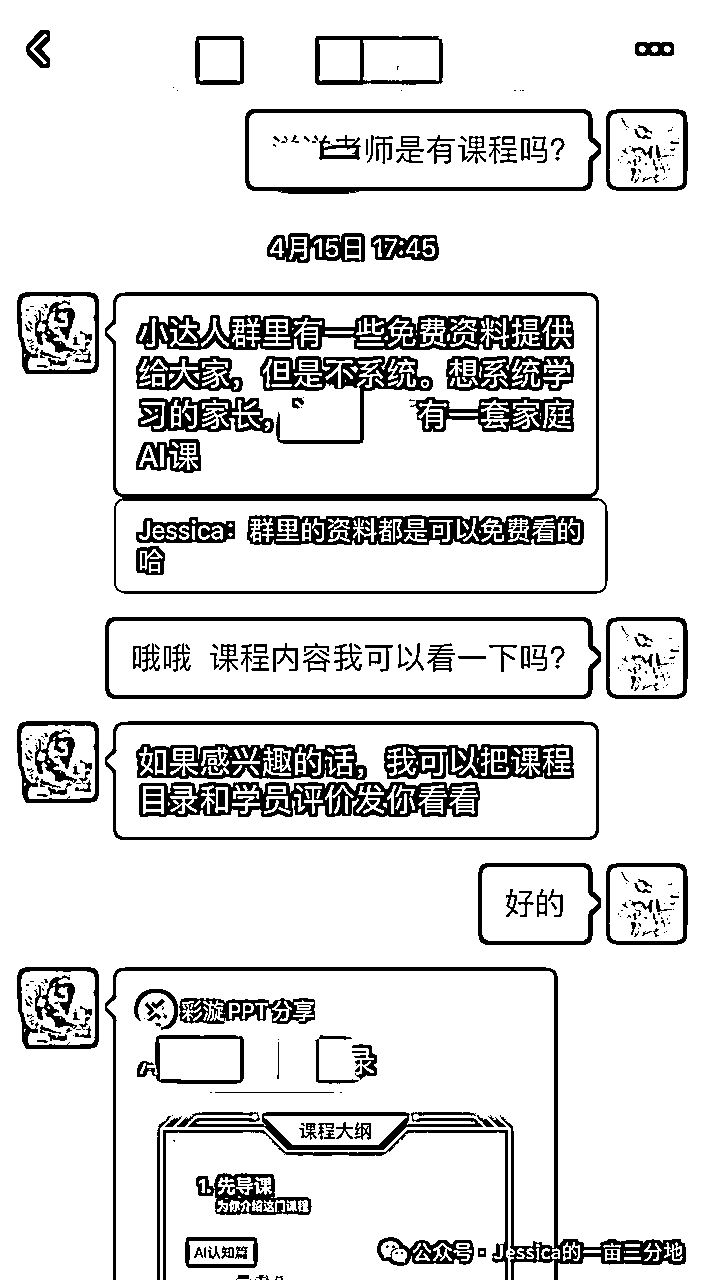 老师是有课程吗？
4月15日 17:45
小达人群里有一些免费资料提供
给大家，但是不系统。想系统学
习的家长，有一套家庭
AI课
Jessica：群里的资料都是可以免费看的
哈
哦哦 课程内容我可以看一下吗？
如果感兴趣的话，我可以把课程
目录和学员评价发你看看
好的
彩漩PPT分享
录
课程大纲
1. 先导课
为你介绍这门课程
AI认知篇
公众号·Jessica的一亩三分地